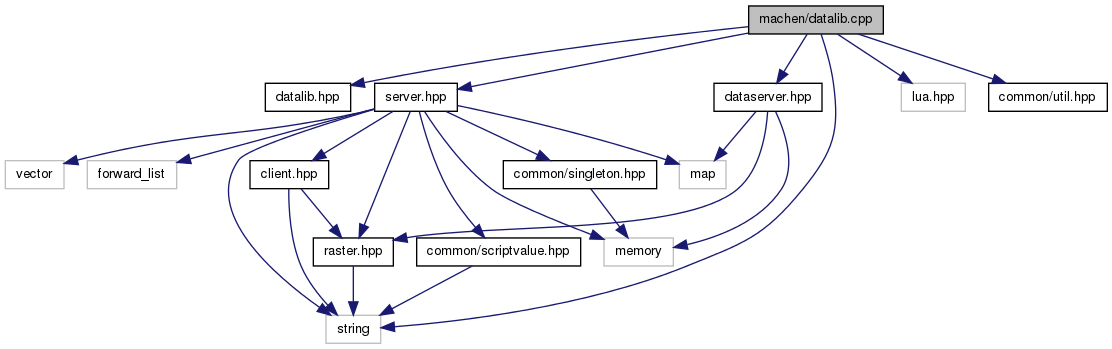 machen/datalib.cpp
datalib.hpp
server.hpp
dataserver.hpp
lua.hpp
common/util.hpp
vector
forward_list
client.hpp
common/singleton.hpp
map
raster.hpp
common/scriptvalue.hpp
memory
string